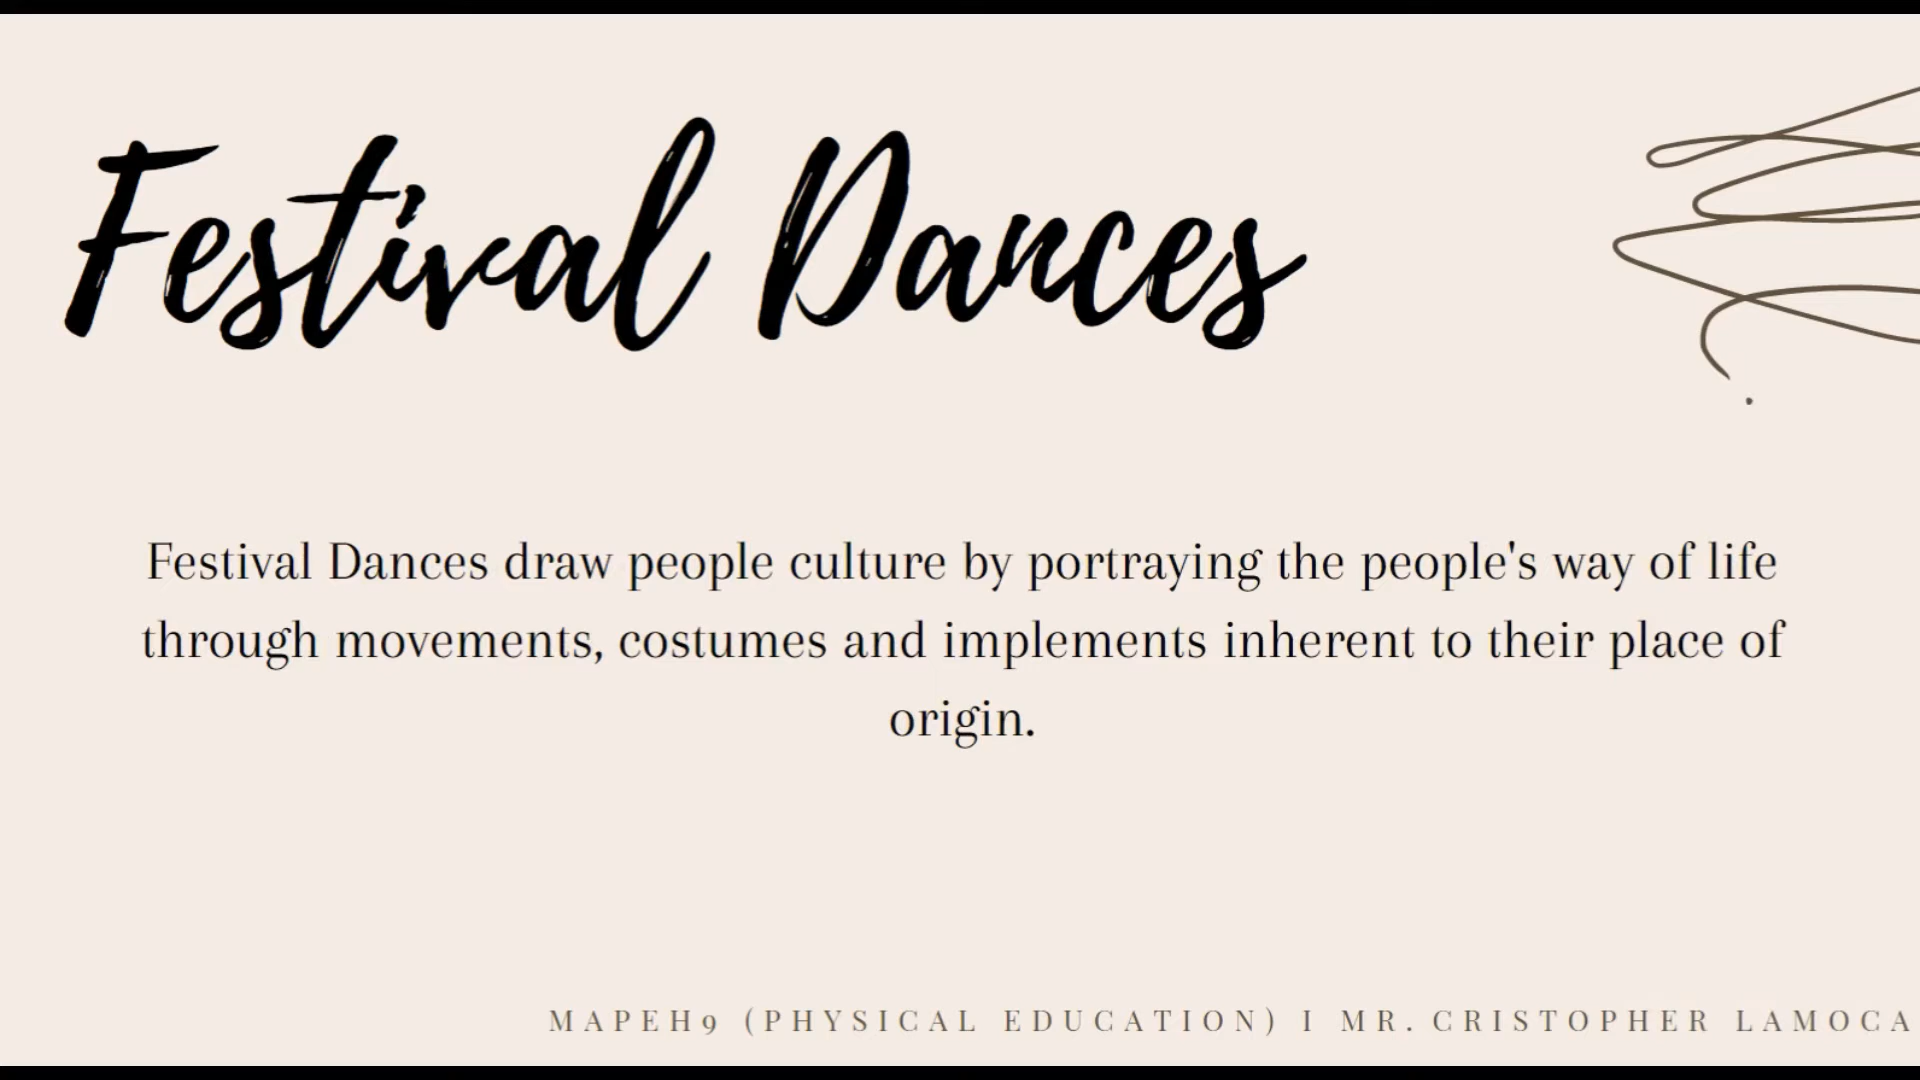 Festival Dances
Festival Dances draw people culture by portraying the people's way of life
through movements, costumes and implements inherent to their place of
origin.
MAPEH9 (PHYSICAL EDUCATION) I MR. CRISTOPHER LAMOCA